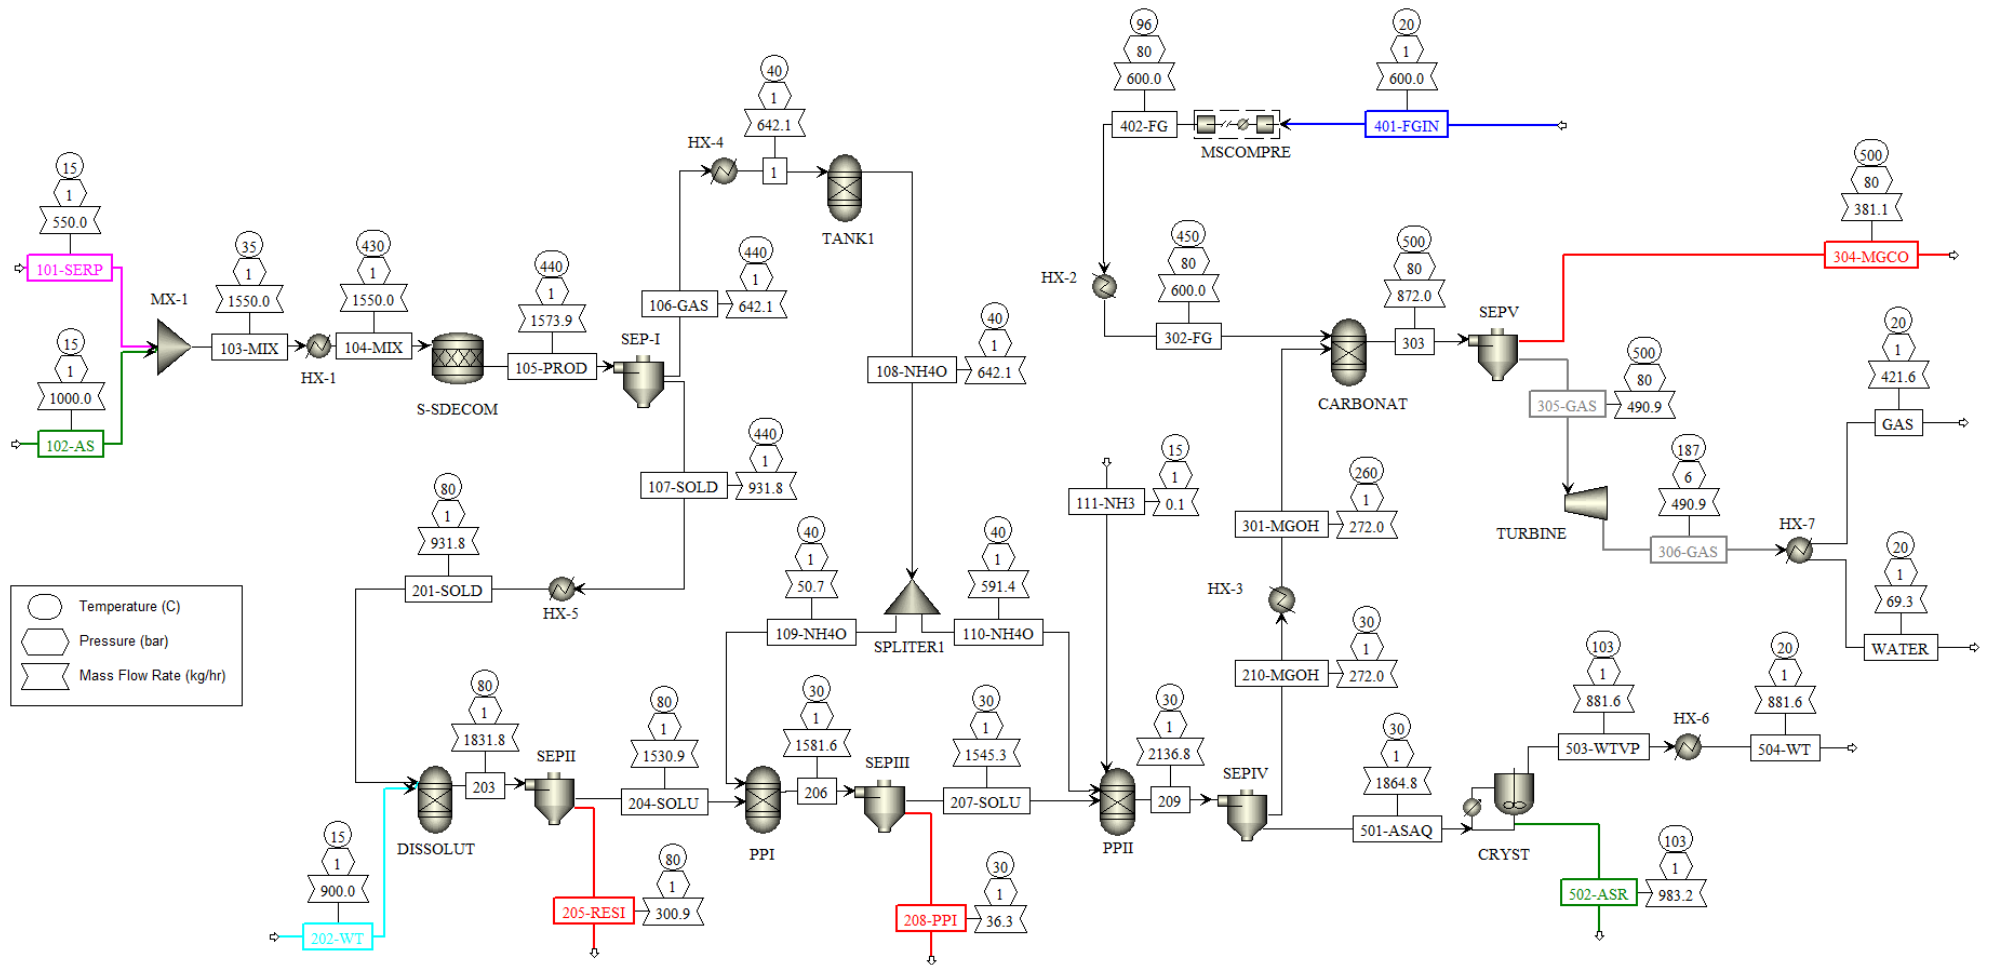 96
80
600.0
402-FG
20
1
600.0
401-FGIN
MSCOMPRE
40
1
642.1
HX-4
1
TANK1
15
1
550.0
101-SERP
MX-1
15
1
1000.0
102-AS
35
1
1550.0
103-MIX
HX-1
430
1
1550.0
104-MIX
S-SDECOM
440
1
1573.9
105-PROD
SEP-I
440
1
642.1
106-GAS
40
1
642.1
108-NH4O
440
1
931.8
107-SOLD
80
1
931.8
201-SOLD
HX-5
HX-2
450
80
600.0
302-FG
CARBONAT
500
80
872.0
303
SEPV
500
80
381.1
304-MGCO
500
80
490.9
305-GAS
TURBINE
187
6
490.9
306-GAS
HX-7
20
1
421.6
GAS
20
1
69.3
WATER
Temperature (C)
Pressure (bar)
Mass Flow Rate (kg/hr)
40
1
50.7
109-NH4O
SPLITER1
40
1
591.4
110-NH4O
15
1
0.1
111-NH3
260
1
272.0
301-MGOH
HX-3
30
1
272.0
210-MGOH
15
1
900.0
202-WT
DISSOLUT
80
1
1831.8
203
SEPII
80
1
300.9
205-RESI
80
1
1530.9
204-SOLU
PPI
30
1
1581.6
206
SEPIII
30
1
36.3
208-PPI
30
1
1545.3
207-SOLU
PPII
30
1
2136.8
209
SEPIV
30
1
1864.8
501-ASAQ
CRYST
103
1
881.6
503-WTVP
HX-6
20
1
881.6
504-WT
103
1
983.2
502-ASR